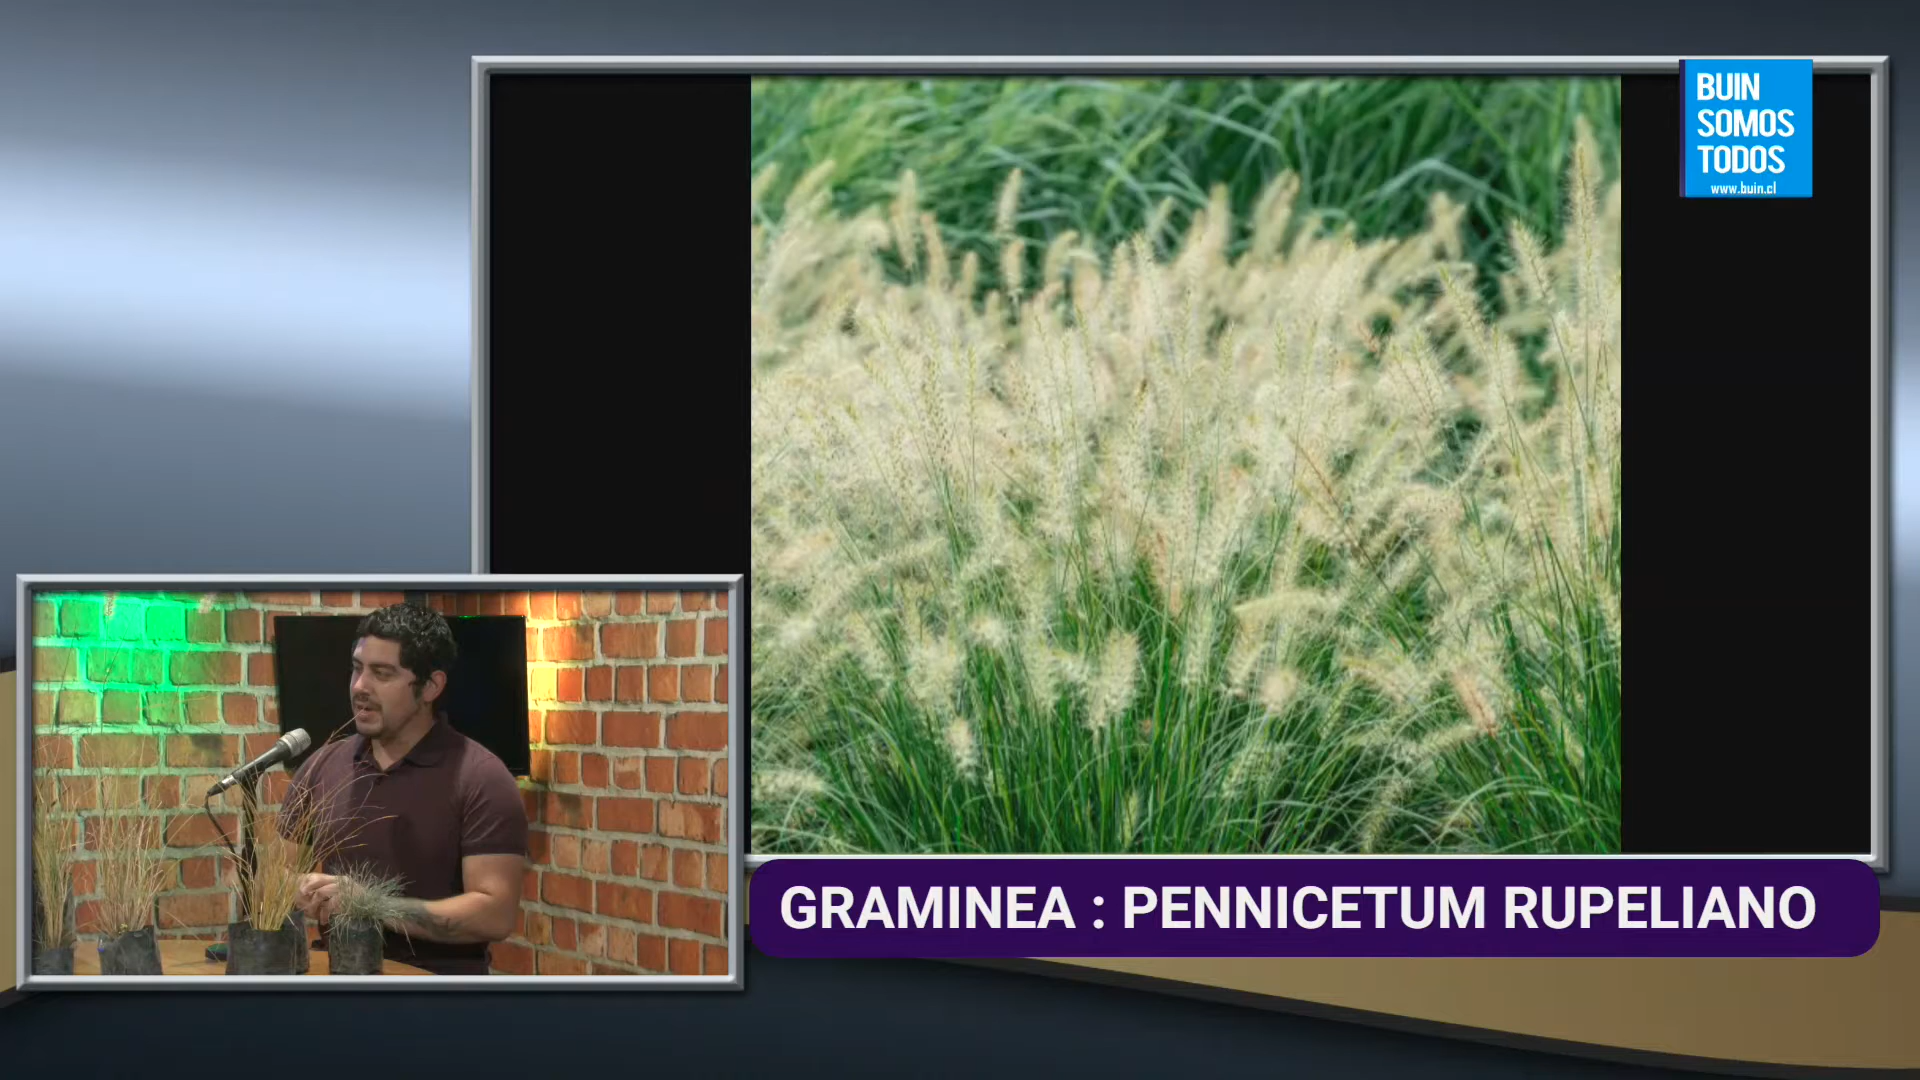 BUIN
SOMOS
TODOS
www.buin.cl
GRAMINEA : PENNICETUM RUPELIANO